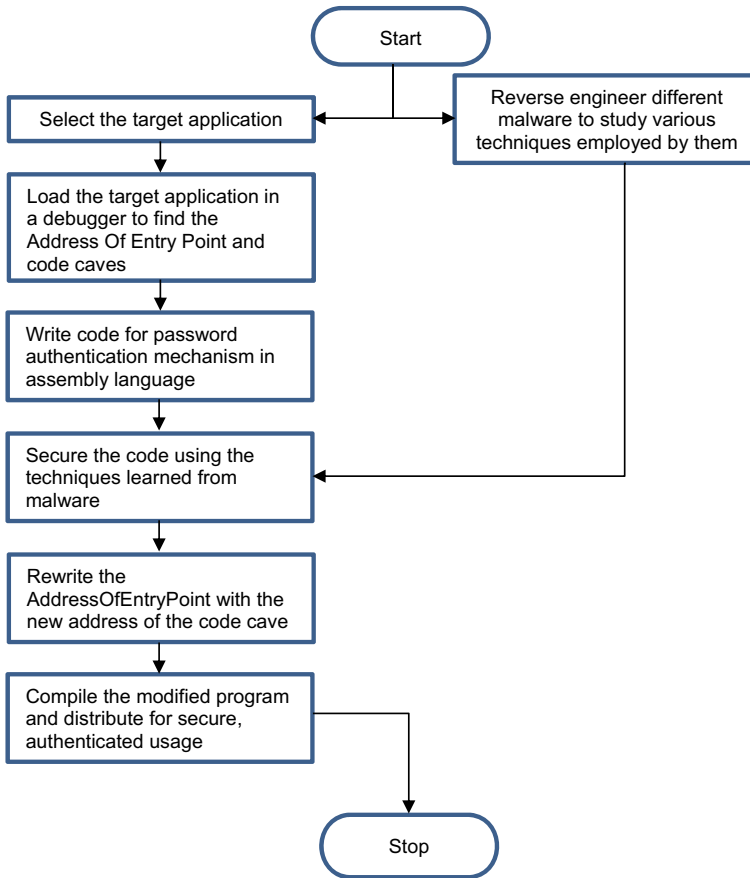 Start
Select the target application
Reverse engineer different
malware to study various
techniques employed by them
Load the target application in
a debugger to find the
Address Of Entry Point and
code caves
Write code for password
authentication mechanism in
assembly language
Secure the code using the
techniques learned from
malware
Rewrite the
AddressOfEntryPoint with the
new address of the code cave
Compile the modified program
and distribute for secure,
authenticated usage
Stop